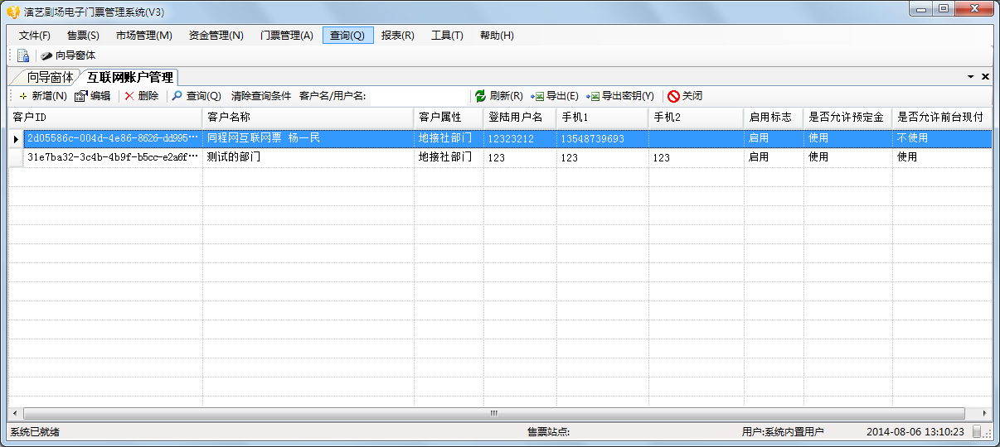 演艺剧场电子门票管理系统(V3)
文件(F) 售票(S) 市场管理(M) 资金管理(N) 门票管理(A) 查询(Q) 报表(R) 工具(T) 帮助(H)
向导窗体
向导窗体 互联网账户管理
新增(N) 编辑 删除 查询(Q) 清除查询条件 客户名/用户名: 刷新(R) 导出(E) 导出密钥(Y) 关闭
客户ID 客户名称 客户属性 登陆用户名 手机1 手机2 启用标志 是否允许预定金 是否允许前台现付
2d05586c-004d-4e86-8626-dd995... 同程网互联网票 杨一民 地接社部门 12323212 13548739693 启用 使用 不使用
31e7ba32-3c4b-4b9f-b5cc-e2a6f... 测试的部门 地接社部门 123 123 123 启用 使用 使用
系统已就绪 售票站点: 用户:系统内置用户 2014-08-06 13:10:23